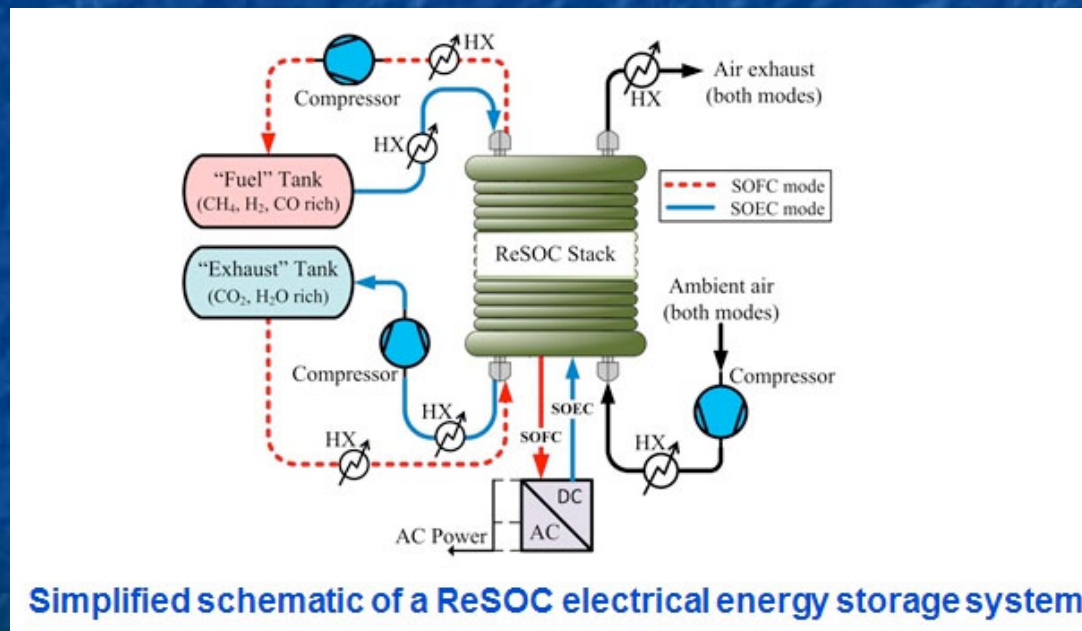 HX
Compressor
HX
Air exhaust
(both modes)
HX
"Fuel" Tank
(CH₄, H₂, CO rich)
SOFC mode
SOEC mode
ReSOC Stack
"Exhaust" Tank
(CO₂, H₂O rich)
Ambient air
(both modes)
Compressor
Compressor
HX
HX
SOEC
SOFC
HX
DC
AC
AC Power
Simplified schematic of a ReSOC electrical energy storage system